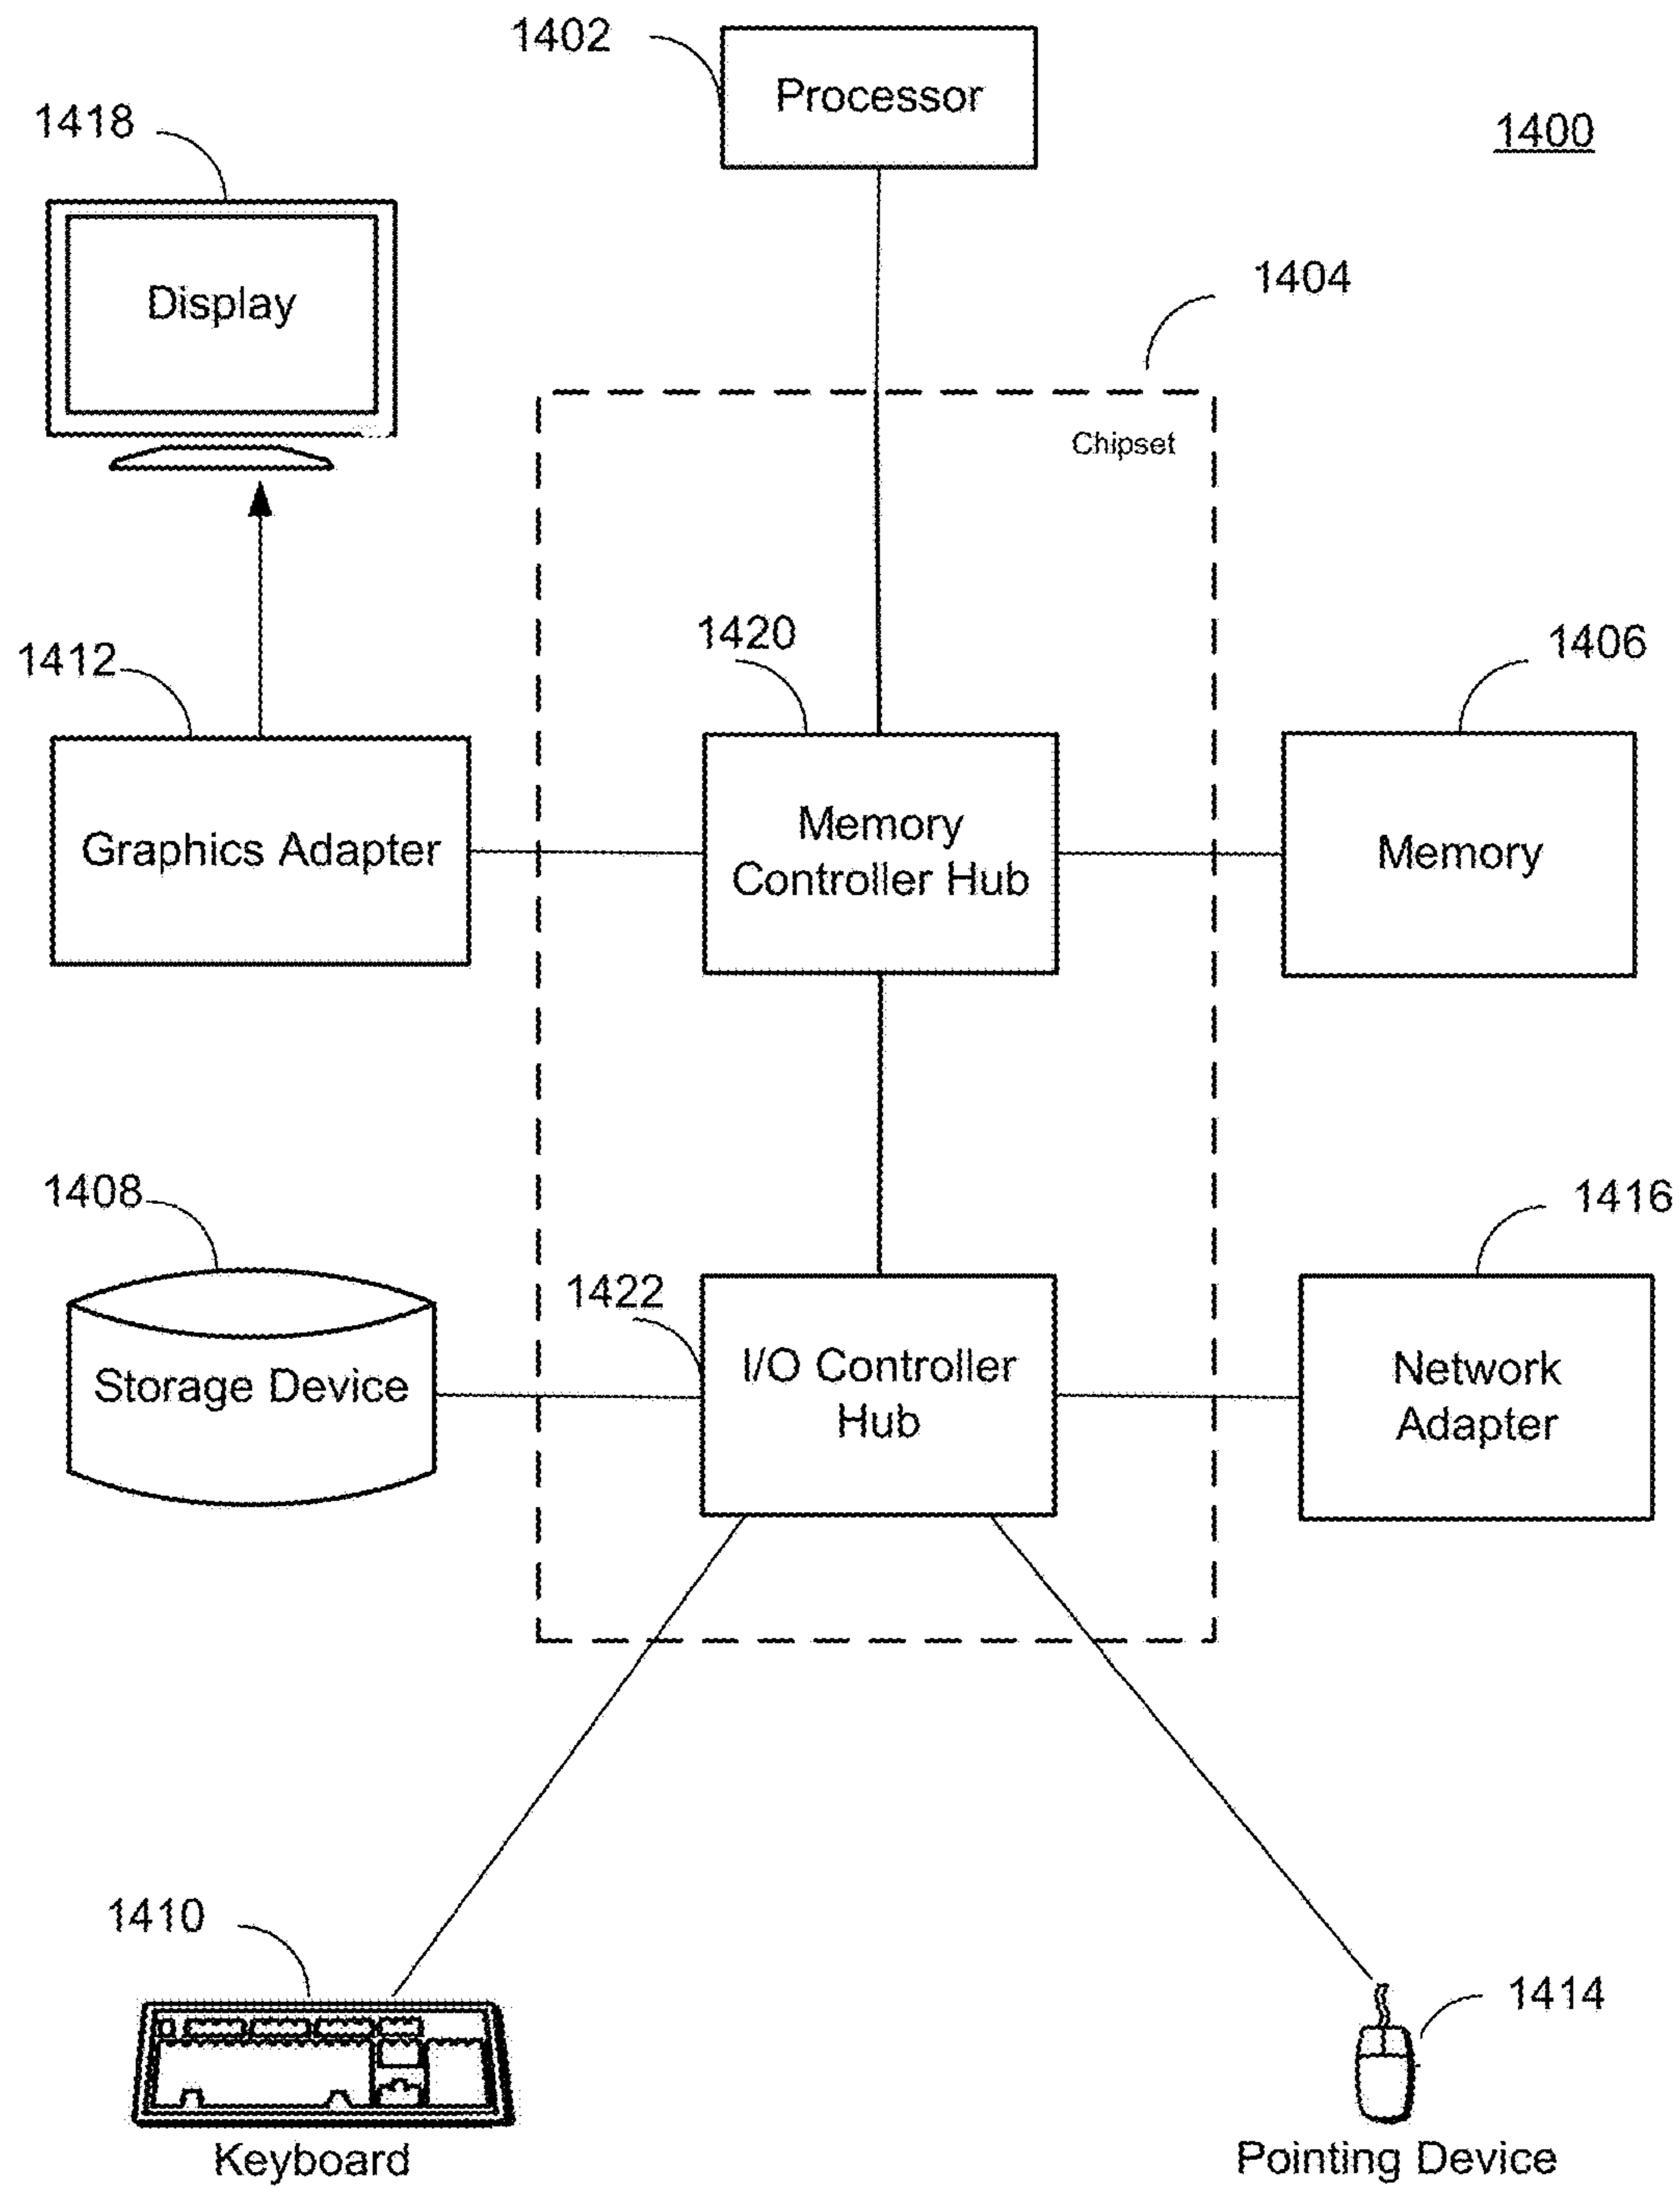 1402
Processor
1400
1418
Display
1404
Chipset
1412
1420
1406
Graphics Adapter
Memory
Controller Hub
Memory
1408
1416
1422
Storage Device
I/O Controller
Hub
Network
Adapter
1410
1414
Keyboard
Pointing Device